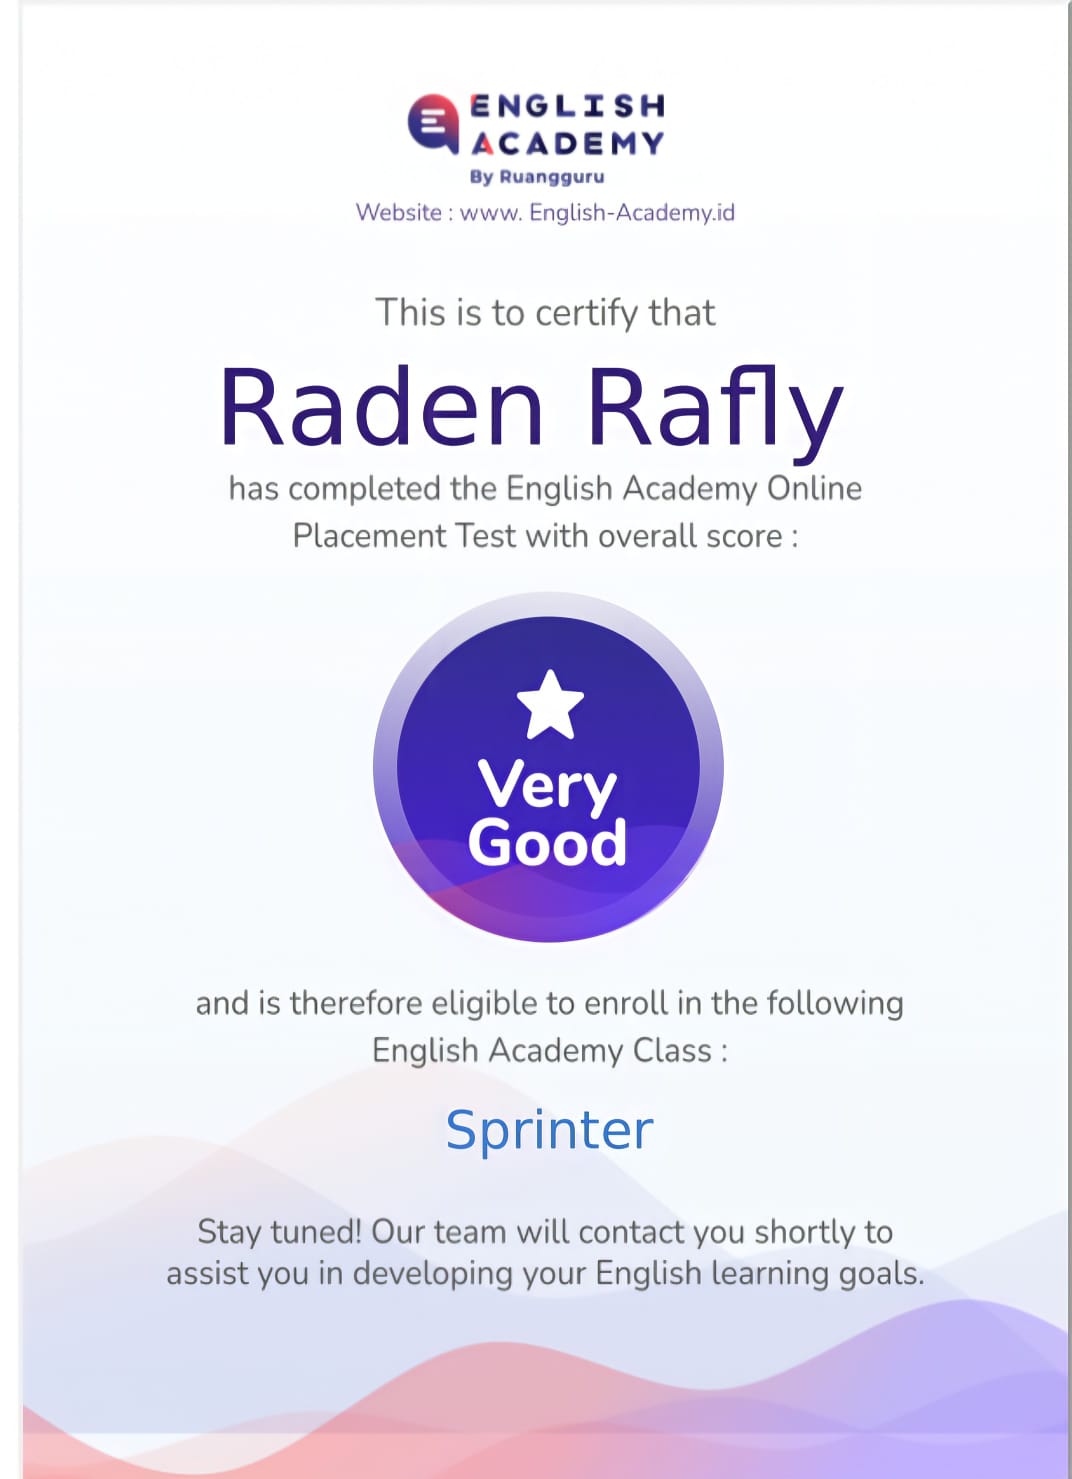 ENGLISH
ACADEMY
By Ruangguru
Website : www. English-Academy.id
This is to certify that
Raden Rafly
has completed the English Academy Online
Placement Test with overall score :
Very
Good
and is therefore eligible to enroll in the following
English Academy Class :
Sprinter
Stay tuned! Our team will contact you shortly to
assist you in developing your English learning goals.